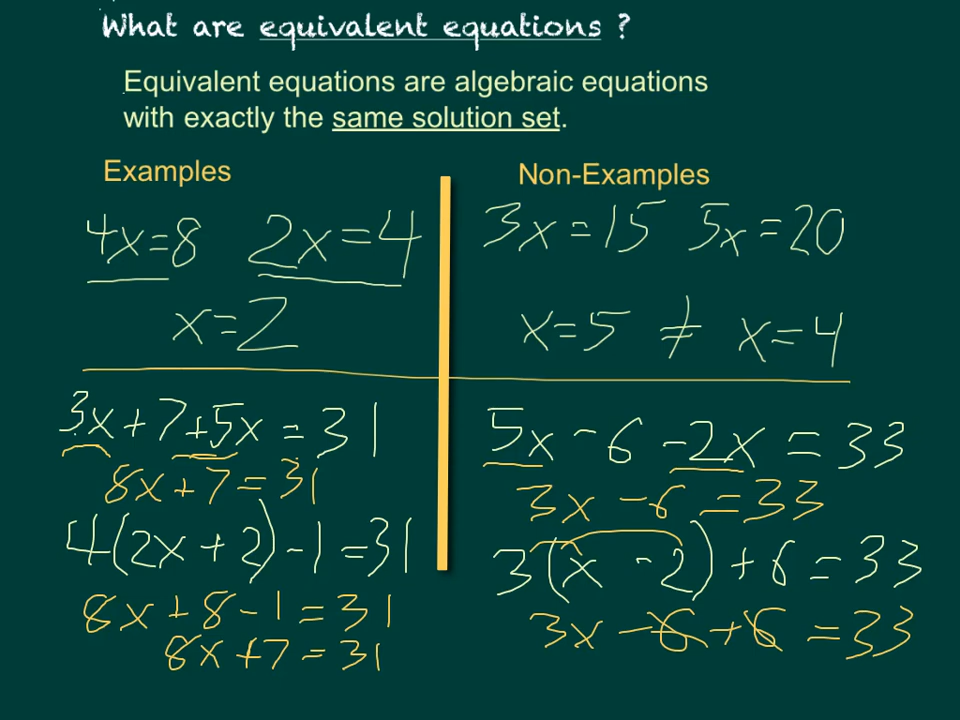 What are equivalent equations ?
Equivalent equations are algebraic equations
with exactly the same solution set.
Examples
4x=8 2x=4
x=2
3x+7+5x=31
8x+7=31
4(2x+2)-1=31
8x+8-1=31
8x+7=31
Non-Examples
3x=15 5x=20
x=5 ≠ x=4
5x-6-2x=33
3x-6=33
3(x-2)+6=33
3x-6+6=33